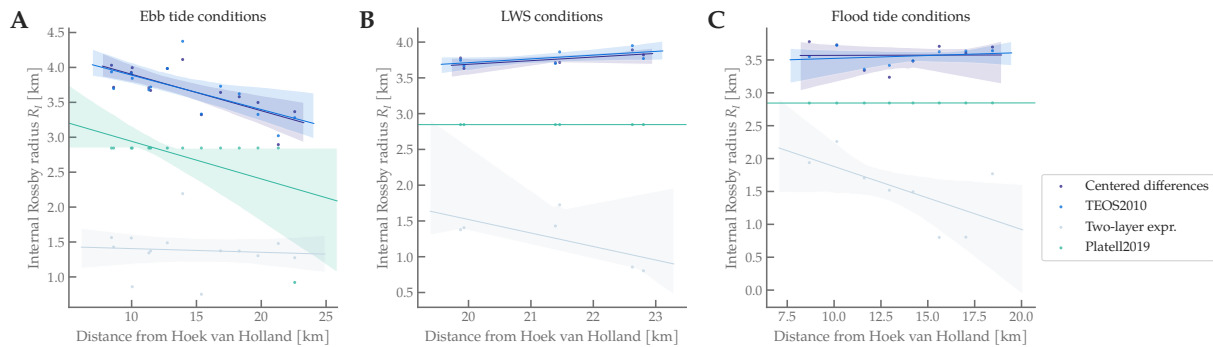 A
Ebb tide conditions
Internal Rossby radius R_I [km]
4.5
4.0
3.5
3.0
2.5
2.0
1.5
1.0
10
15
20
25
Distance from Hoek van Holland [km]
B
LWS conditions
Internal Rossby radius R_I [km]
4.0
3.5
3.0
2.5
2.0
1.5
1.0
0.5
20
21
22
23
Distance from Hoek van Holland [km]
C
Flood tide conditions
Internal Rossby radius R_I [km]
4.0
3.5
3.0
2.5
2.0
1.5
1.0
0.5
0.0
7.5
10.0
12.5
15.0
17.5
20.0
Distance from Hoek van Holland [km]
Centered differences
TEOS2010
Two-layer expr.
Platell2019